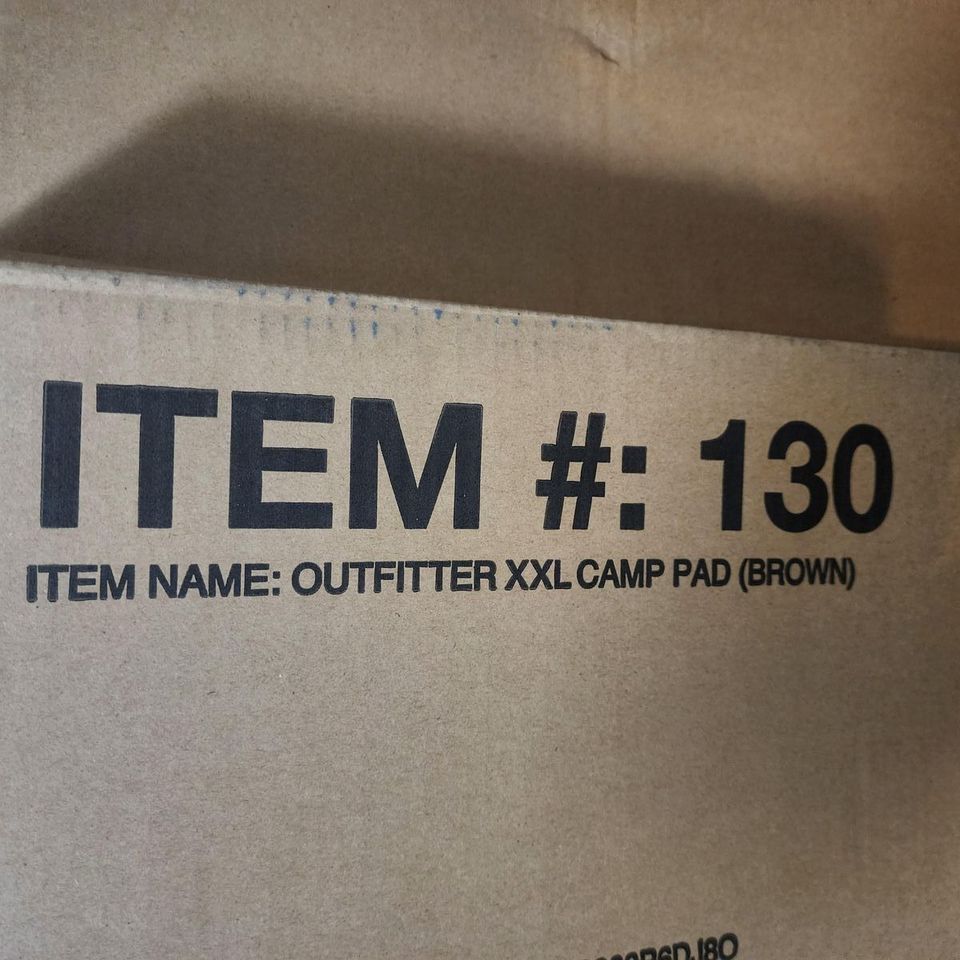 ITEM #: 130
ITEM NAME: OUTFITTER XXL CAMP PAD (BROWN)